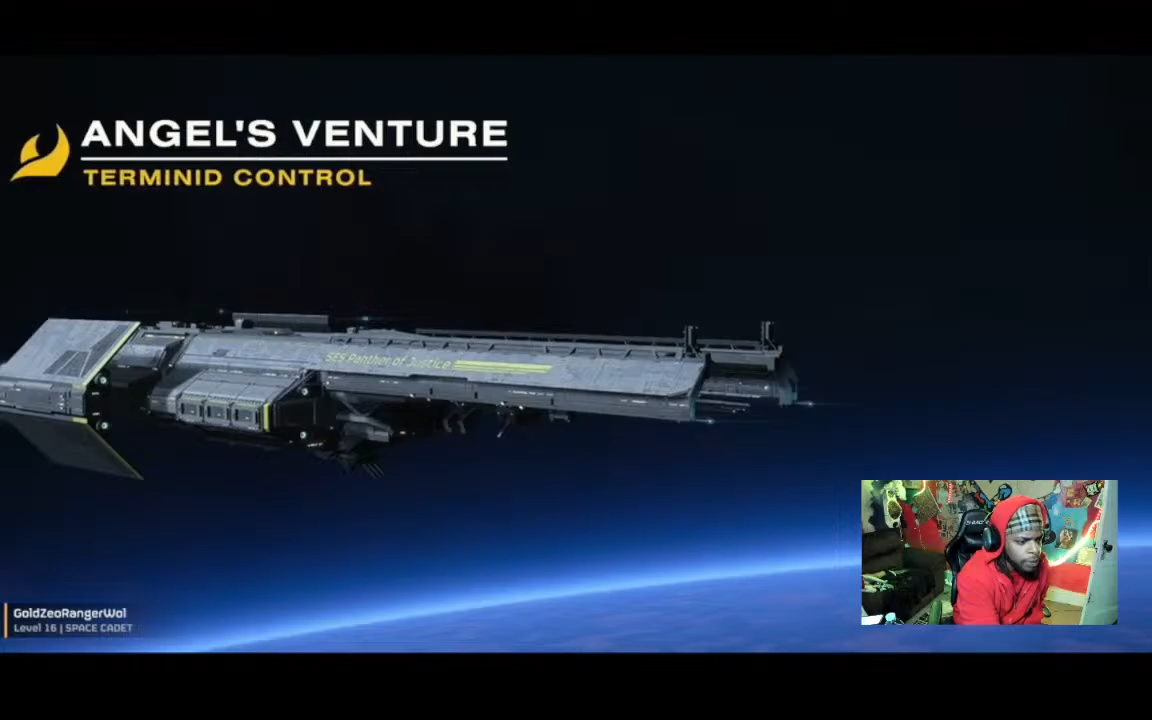 ANGEL'S VENTURE
TERMINID CONTROL
SES Panther of Justice
GoldZeoRangerWol
Level 16 | SPACE CADET